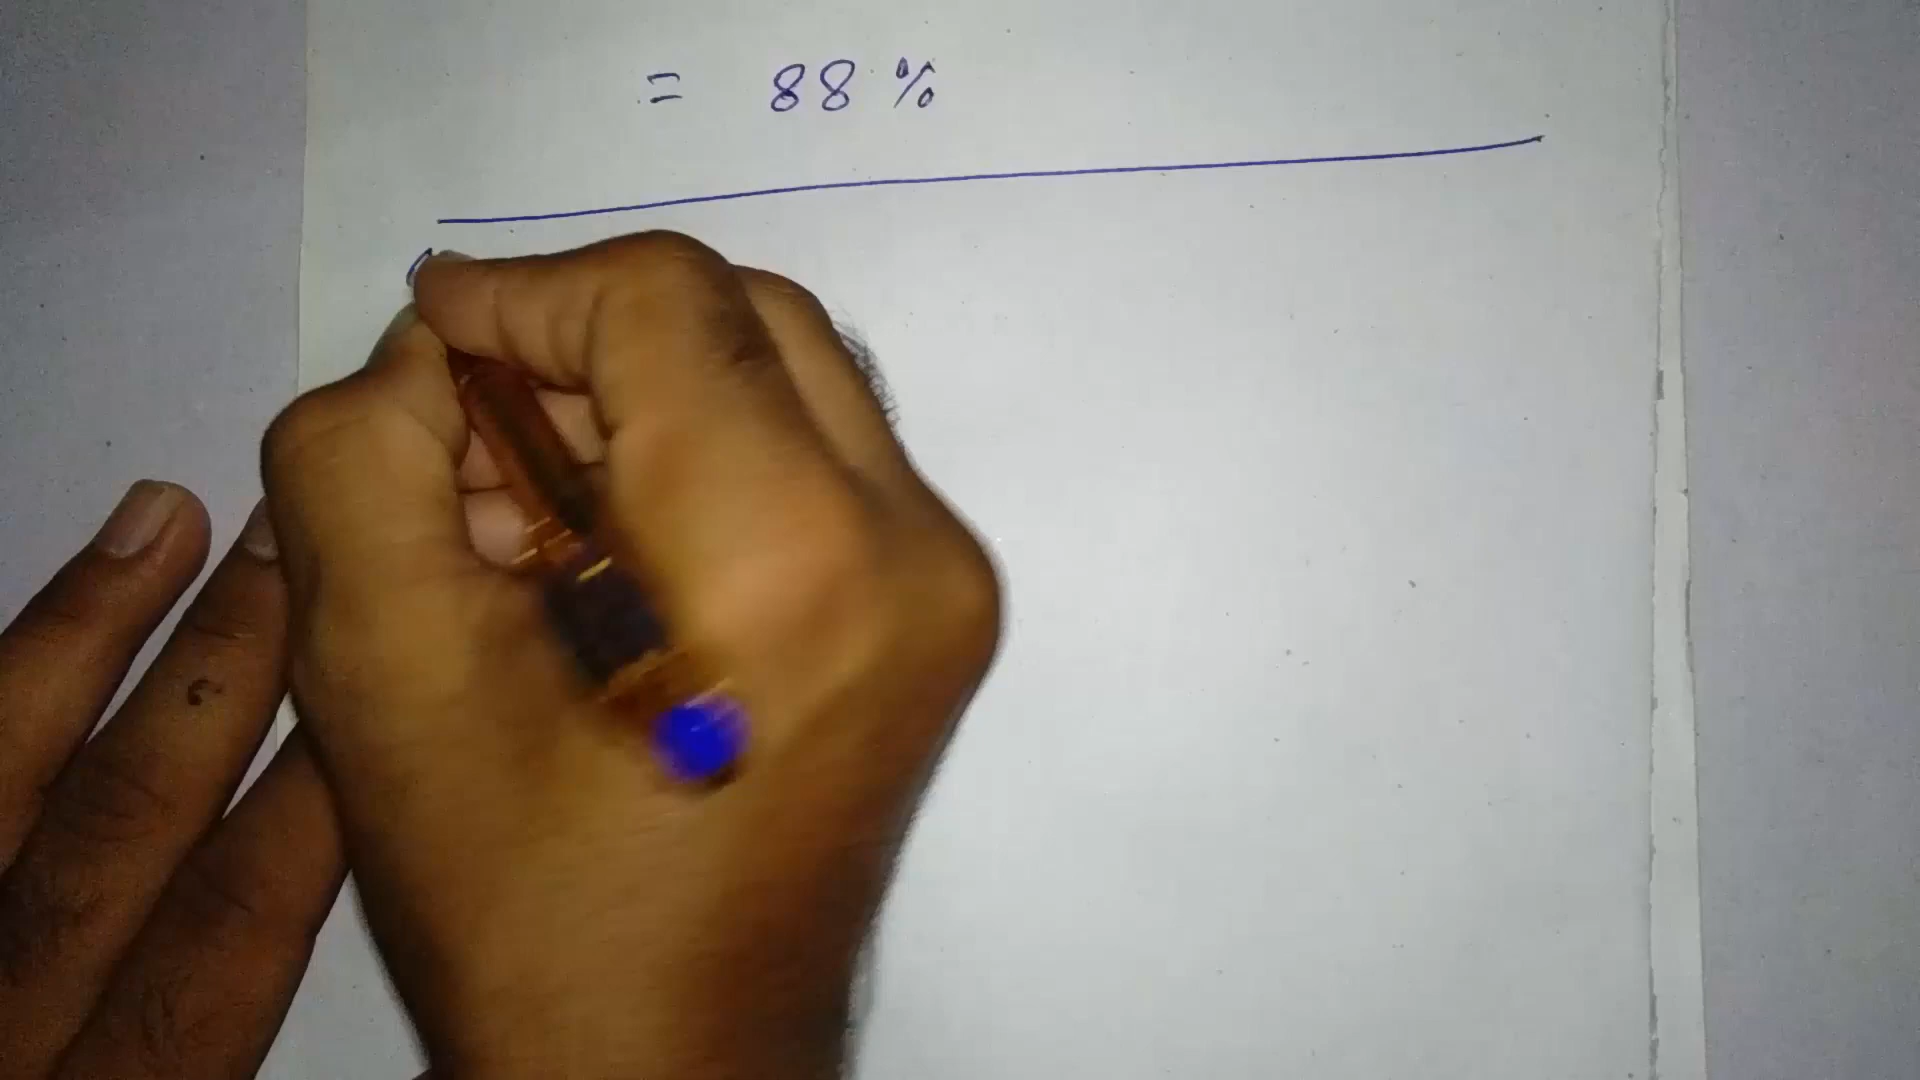 = 88 %